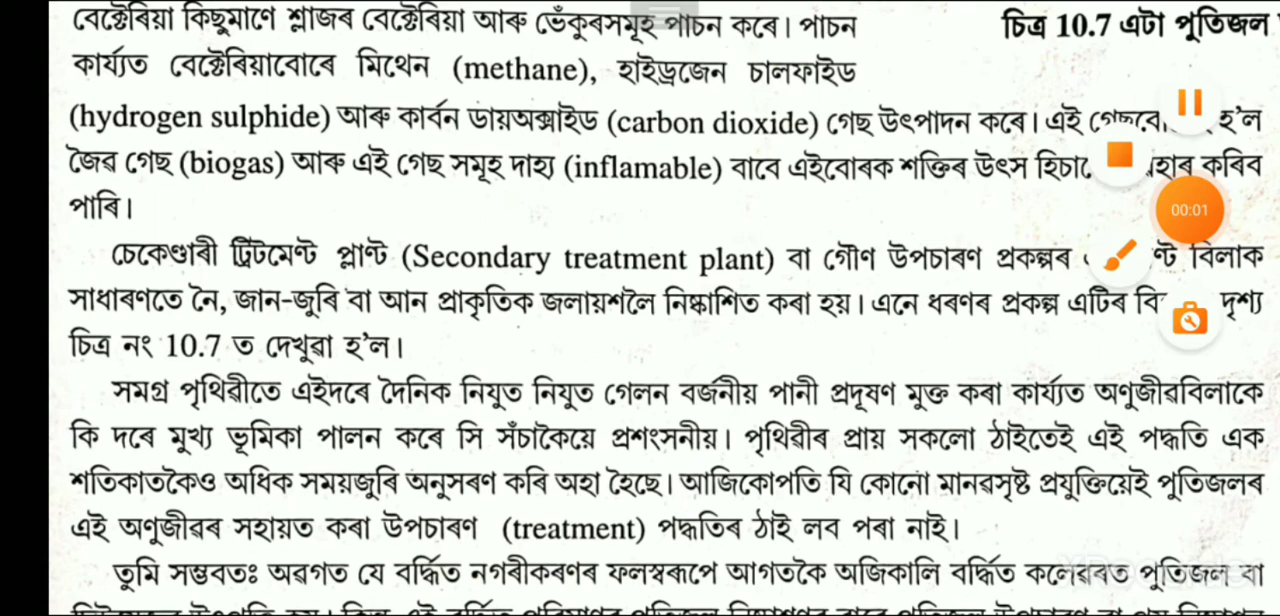 বেক্টেৰিয়া কিছুমাণে শ্লাজৰ বেক্টেৰিয়া আৰু ভেঁকুৰসমূহ পাচন কৰে। পাচন
চিত্ৰ 10.7 এটা পুতিজল
কাৰ্য্যত বেক্টেৰিয়াবোৰে মিথেন (methane), হাইড্ৰজেন চালফাইড
(hydrogen sulphide) আৰু কাৰ্বন ডায়অক্সাইড (carbon dioxide) গেছ উৎপাদন কৰে। এই হ'ল
জৈৱ গেছ (biogas) আৰু এই গেছ সমূহ দাহ্য (inflamable) বাবে এইবোৰক শক্তিৰ উৎস কৰিব
পাৰি।
00:01
চেকেণ্ডাৰী ট্ৰিটমেণ্ট প্লাণ্ট (Secondary treatment plant) বা গৌণ উপচাৰণ প্ৰকল্পৰ বিলাক
সাধাৰণতে নৈ, জান-জুৰি বা আন প্ৰাকৃতিক জলায়শলৈ নিষ্কাশিত কৰা হয়। এনে ধৰণৰ প্ৰকল্প এটিৰ দৃশ্য
চিত্ৰ নং 10.7 ত দেখুৱা হ'ল।
সমগ্ৰ পৃথিৱীতে এইদৰে দৈনিক নিযুত নিযুত গেলন বৰ্জনীয় পানী প্ৰদূষণ মুক্ত কৰা কাৰ্য্যত অণুজীৱবিলাকে
কি দৰে মুখ্য ভূমিকা পালন কৰে সি সঁচাকৈয়ে প্ৰশংসনীয়। পৃথিৱীৰ প্ৰায় সকলো ঠাইতেই এই পদ্ধতি এক
শতিকাতকৈও অধিক সময়জুৰি অনুসৰণ কৰি অহা হৈছে। আজিকোপতি যি কোনো মানৱসৃষ্ট প্ৰযুক্তিয়েই পুতিজলৰ
এই অণুজীৱৰ সহায়ত কৰা উপচাৰণ (treatment) পদ্ধতিৰ ঠাই লব পৰা নাই।
তুমি সম্ভৱতঃ অৱগত যে বৰ্দ্ধিত নগৰীকৰণৰ ফলস্বৰূপে আগতকৈ অজিকালি বৰ্দ্ধিত কলেৱৰত পুতিজল বা